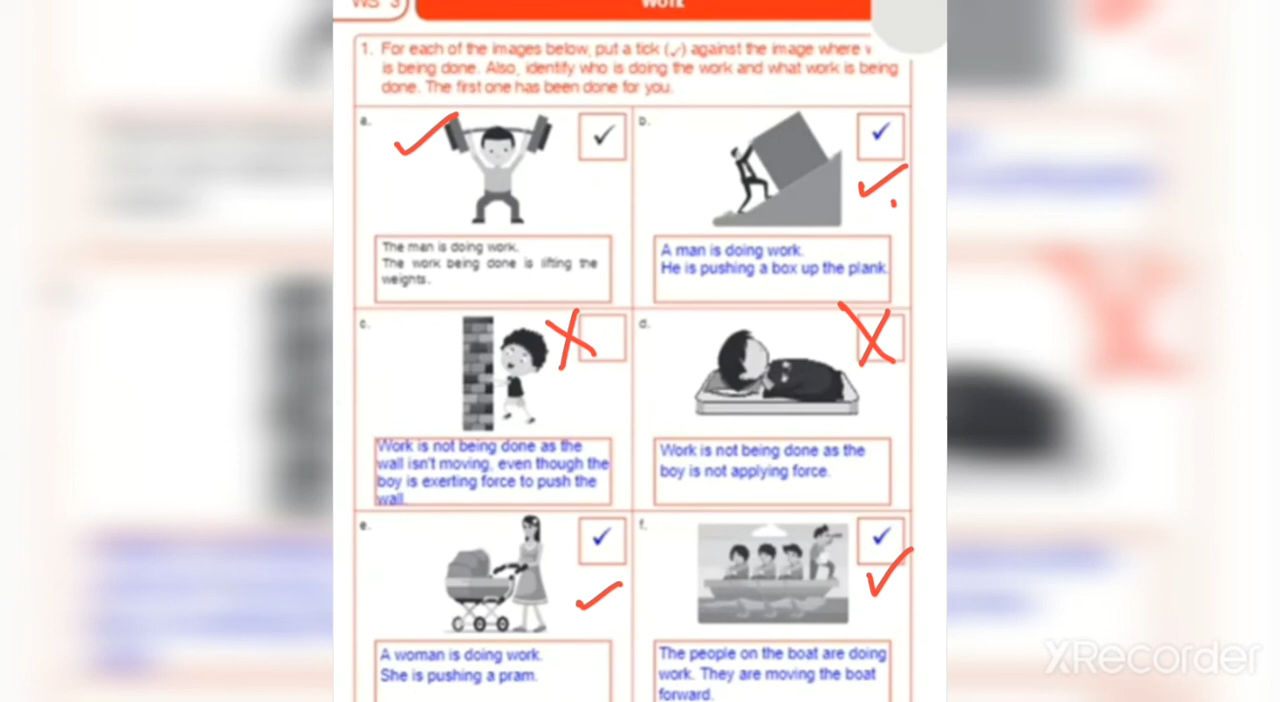 WS 3
Work
1. For each of the images below, put a tick (✓) against the image where
is being done. Also, identify who is doing the work and what work is being
done. The first one has been done for you.
a.
b.
The man is doing work.
The work being done is lifting the
weights.
A man is doing work.
He is pushing a box up the plank.
c.
d.
Work is not being done as the
wall isn't moving, even though the
boy is exerting force to push the
wall.
Work is not being done as the
boy is not applying force.
e.
f.
A woman is doing work.
She is pushing a pram.
The people on the boat are doing
work. They are moving the boat
forward.
XRecorder